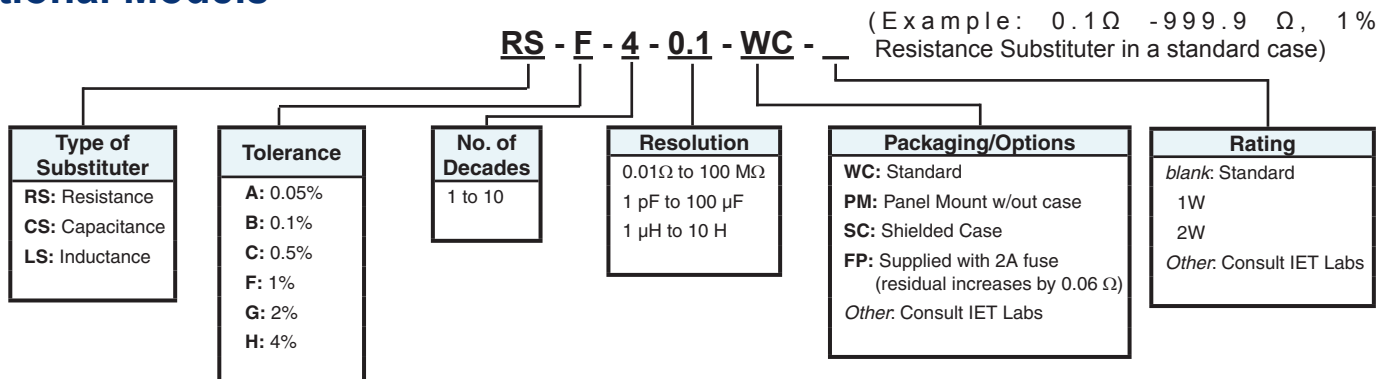 (Example: 0.1Ω -999.9 Ω, 1%
RS - F - 4 - 0.1 - WC - __
Resistance Substituter in a standard case)
Type of
Substituter
RS: Resistance
CS: Capacitance
LS: Inductance
Tolerance
A: 0.05%
B: 0.1%
C: 0.5%
F: 1%
G: 2%
H: 4%
No. of
Decades
1 to 10
Resolution
0.01Ω to 100 MΩ
1 pF to 100 µF
1 µH to 10 H
Packaging/Options
WC: Standard
PM: Panel Mount w/out case
SC: Shielded Case
FP: Supplied with 2A fuse
(residual increases by 0.06 Ω)
Other: Consult IET Labs
Rating
blank: Standard
1W
2W
Other: Consult IET Labs